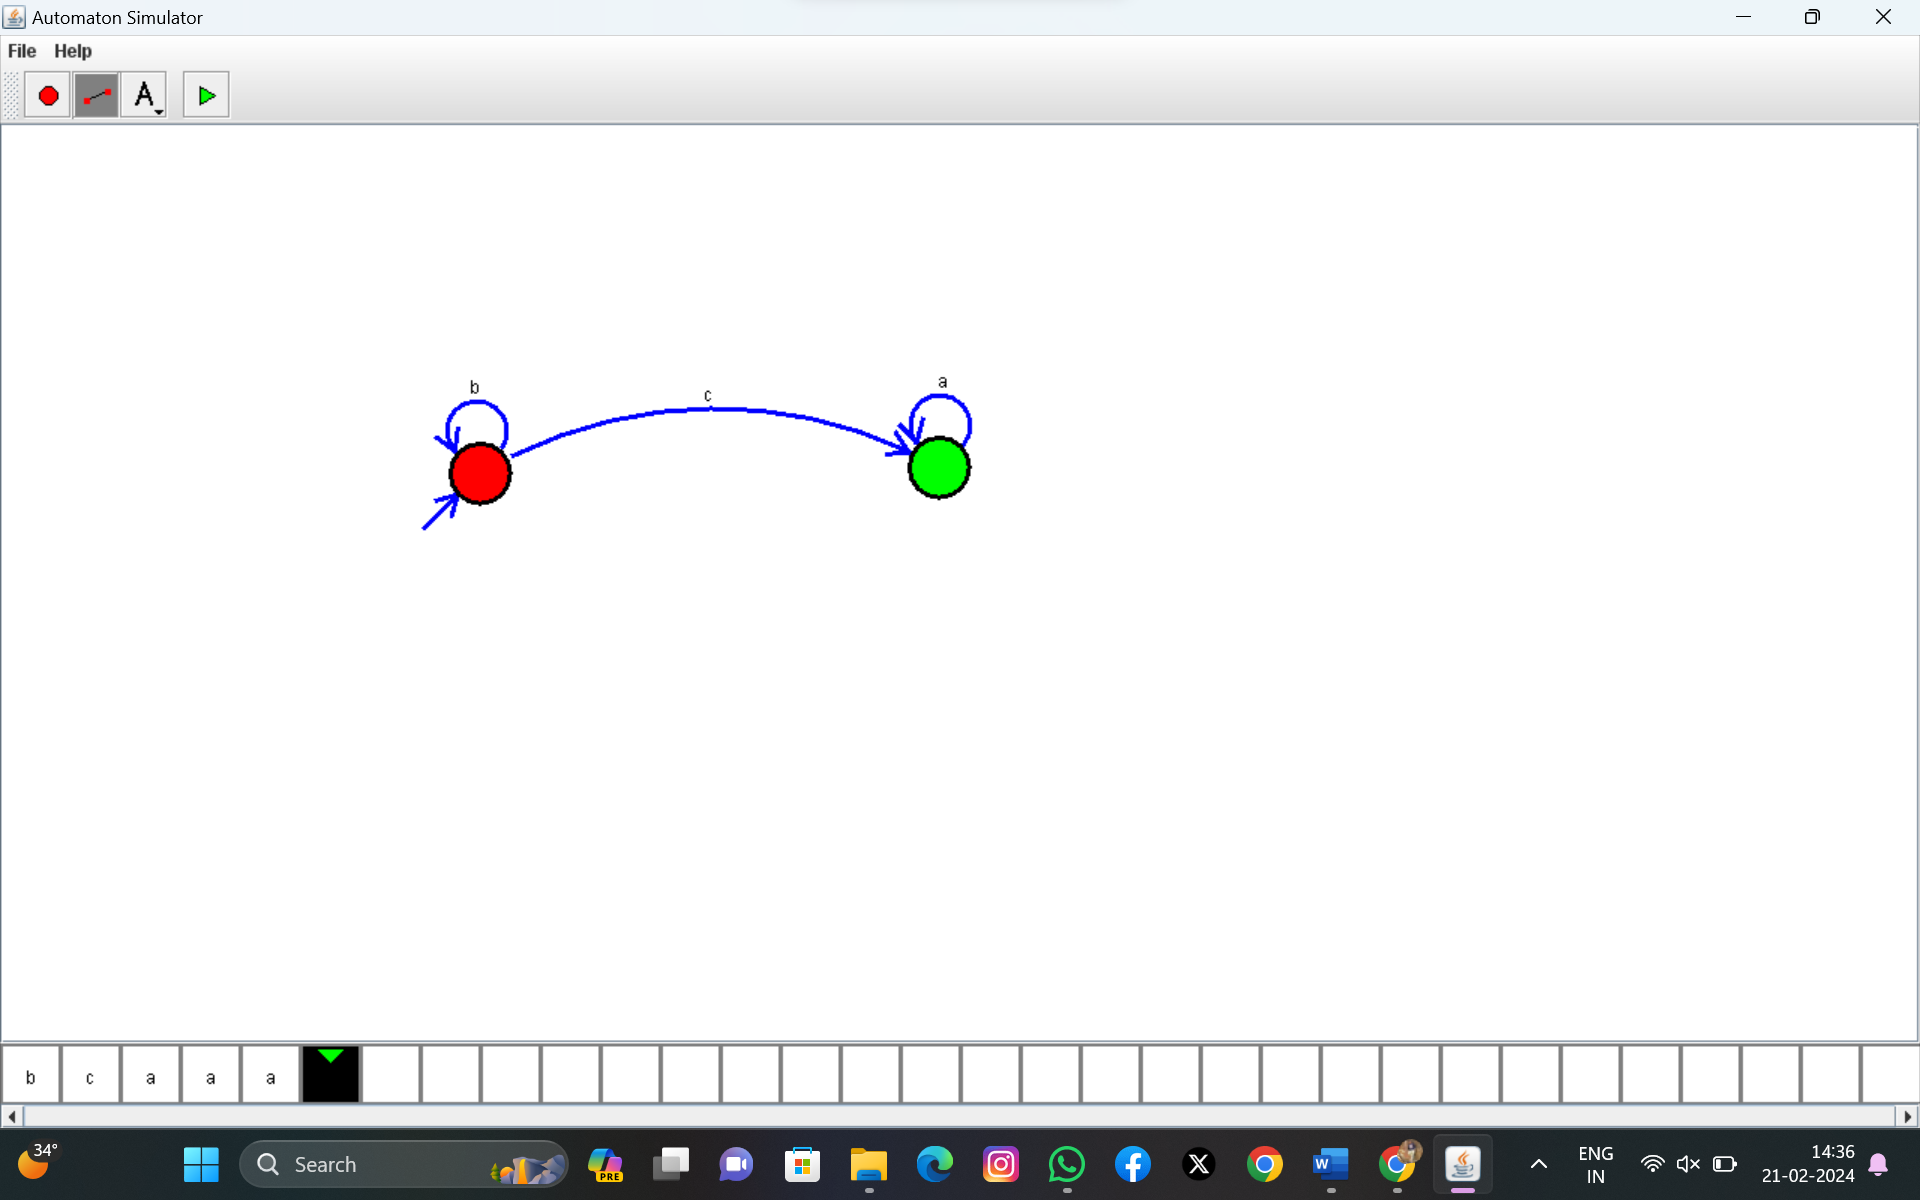 Automaton Simulator
File Help
A
b
c
a
b c a a a
34°
Search
PRE
W
X
ENG
IN
14:36
21-02-2024